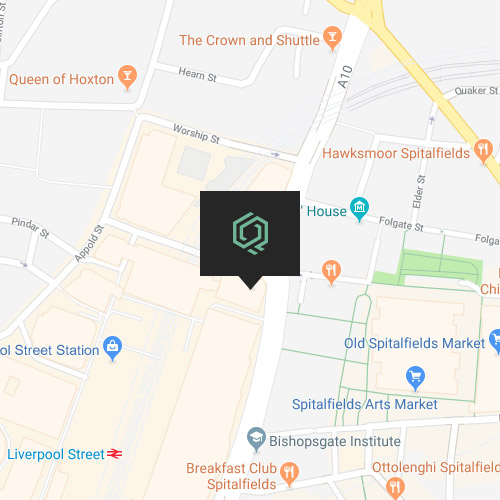 The Crown and Shuttle
Hearn St
Queen of Hoxton
A10
Quaker St
Worship St
Hawksmoor Spitalfields
Elder St
' House
Folgate St
Folga
Pindar St
Appold St
Chi
ol Street Station
Old Spitalfields Market
Spitalfields Arts Market
Bishopsgate Institute
Liverpool Street
Breakfast Club
Spitalfields
Ottolenghi Spitalfields